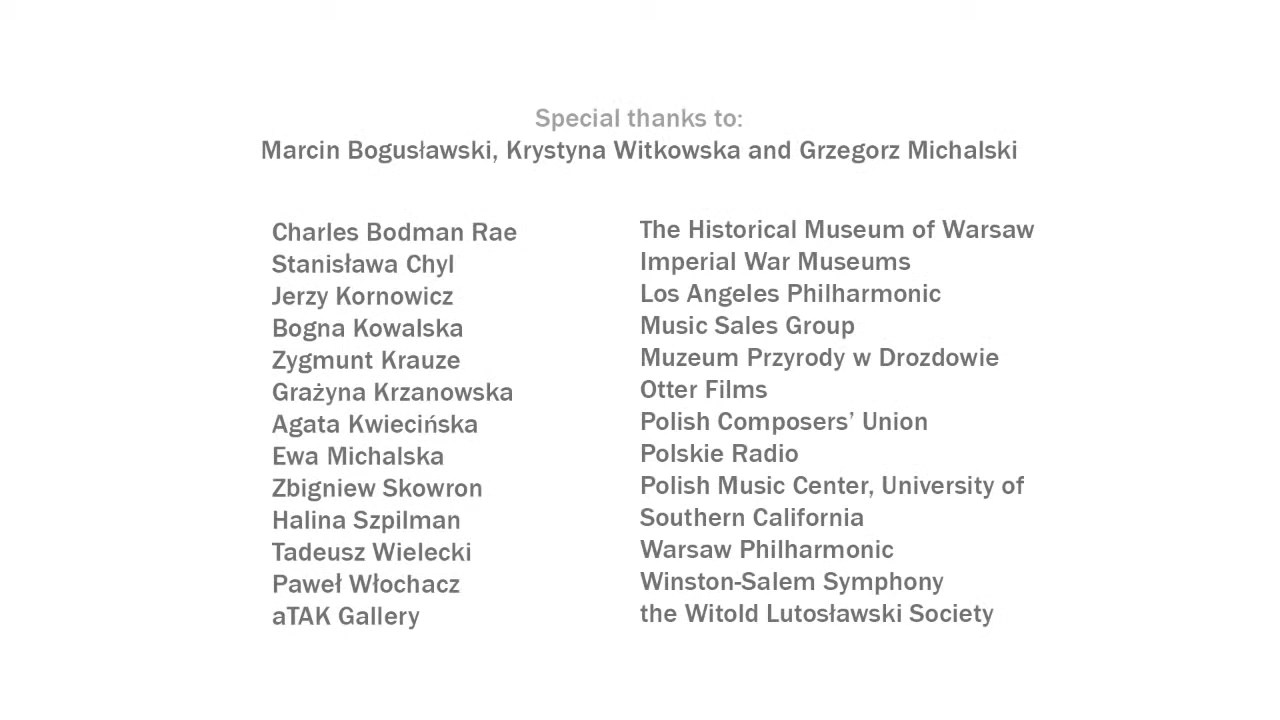 Special thanks to:
Marcin Bogusławski, Krystyna Witkowska and Grzegorz Michalski
Charles Bodman Rae
Stanisława Chyl
Jerzy Kornowicz
Bogna Kowalska
Zygmunt Krauze
Grażyna Krzanowska
Agata Kwiecińska
Ewa Michalska
Zbigniew Skowron
Halina Szpilman
Tadeusz Wielecki
Paweł Włochacz
aTAK Gallery
The Historical Museum of Warsaw
Imperial War Museums
Los Angeles Philharmonic
Music Sales Group
Muzeum Przyrody w Drozdowie
Otter Films
Polish Composers’ Union
Polskie Radio
Polish Music Center, University of
Southern California
Warsaw Philharmonic
Winston-Salem Symphony
the Witold Lutosławski Society